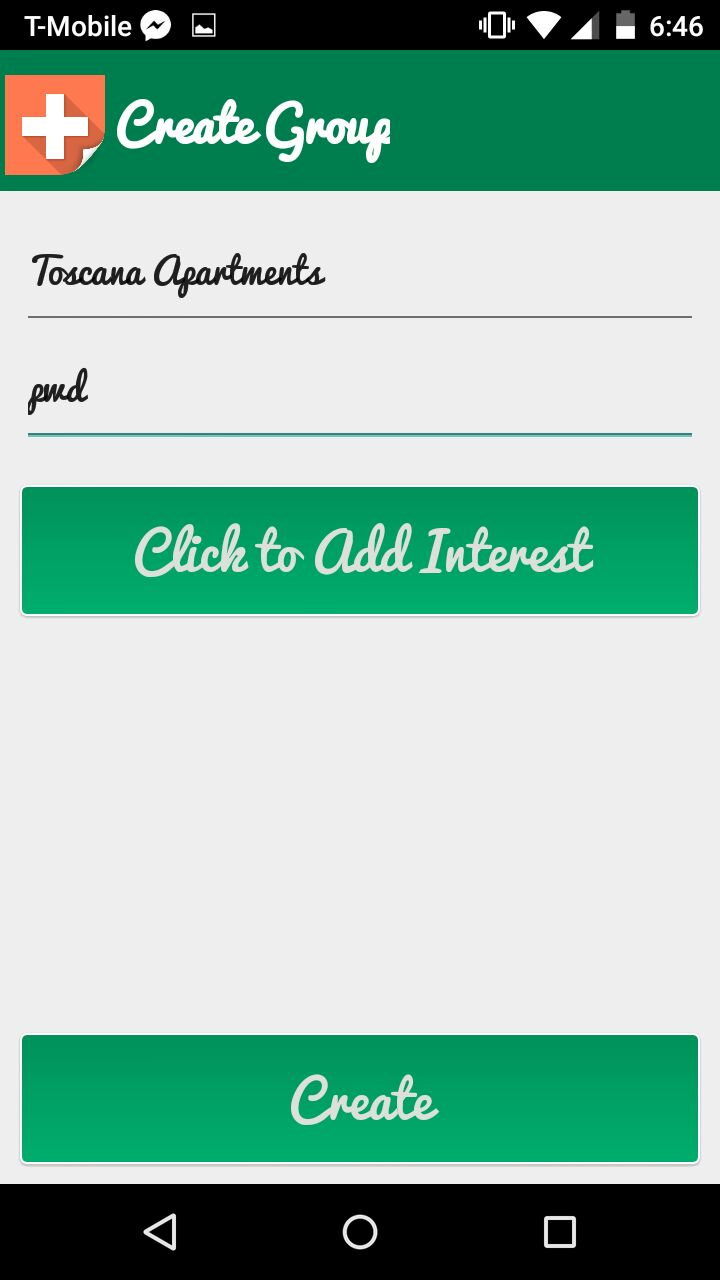 T-Mobile 6:46
Create Group
Toscana Apartments
pwd
Click to Add Interest
Create